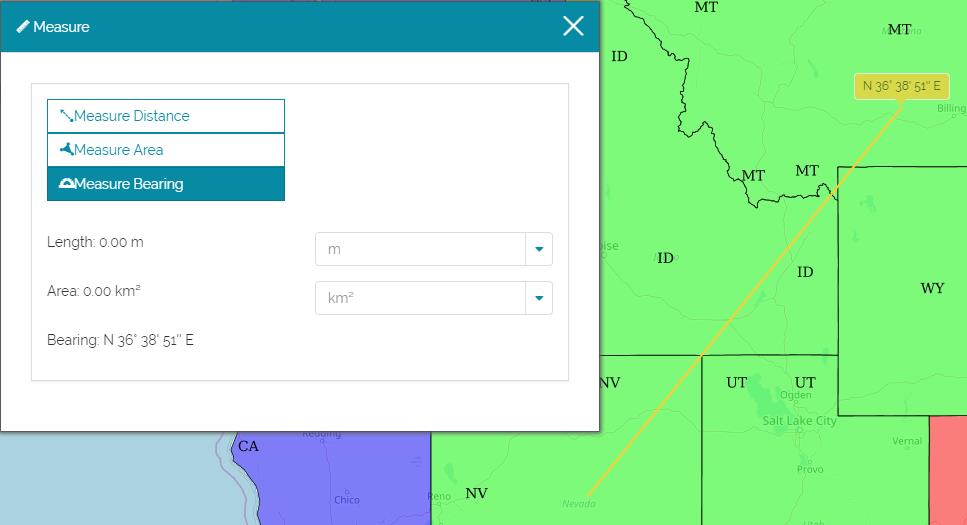 Measure
Measure Distance
Measure Area
Measure Bearing
Length: 0.00 m
m
Area: 0.00 km²
km²
Bearing: N 36° 38' 51'' E
MT
MT
ID
N 36° 38' 51'' E
Billing
MT
MT
oise
ID
ID
WY
NV
UT
UT
Ogden
Salt Lake City
Redding
CA
Vernal
Provo
NV
Reno
Chico
Nevada
Utah